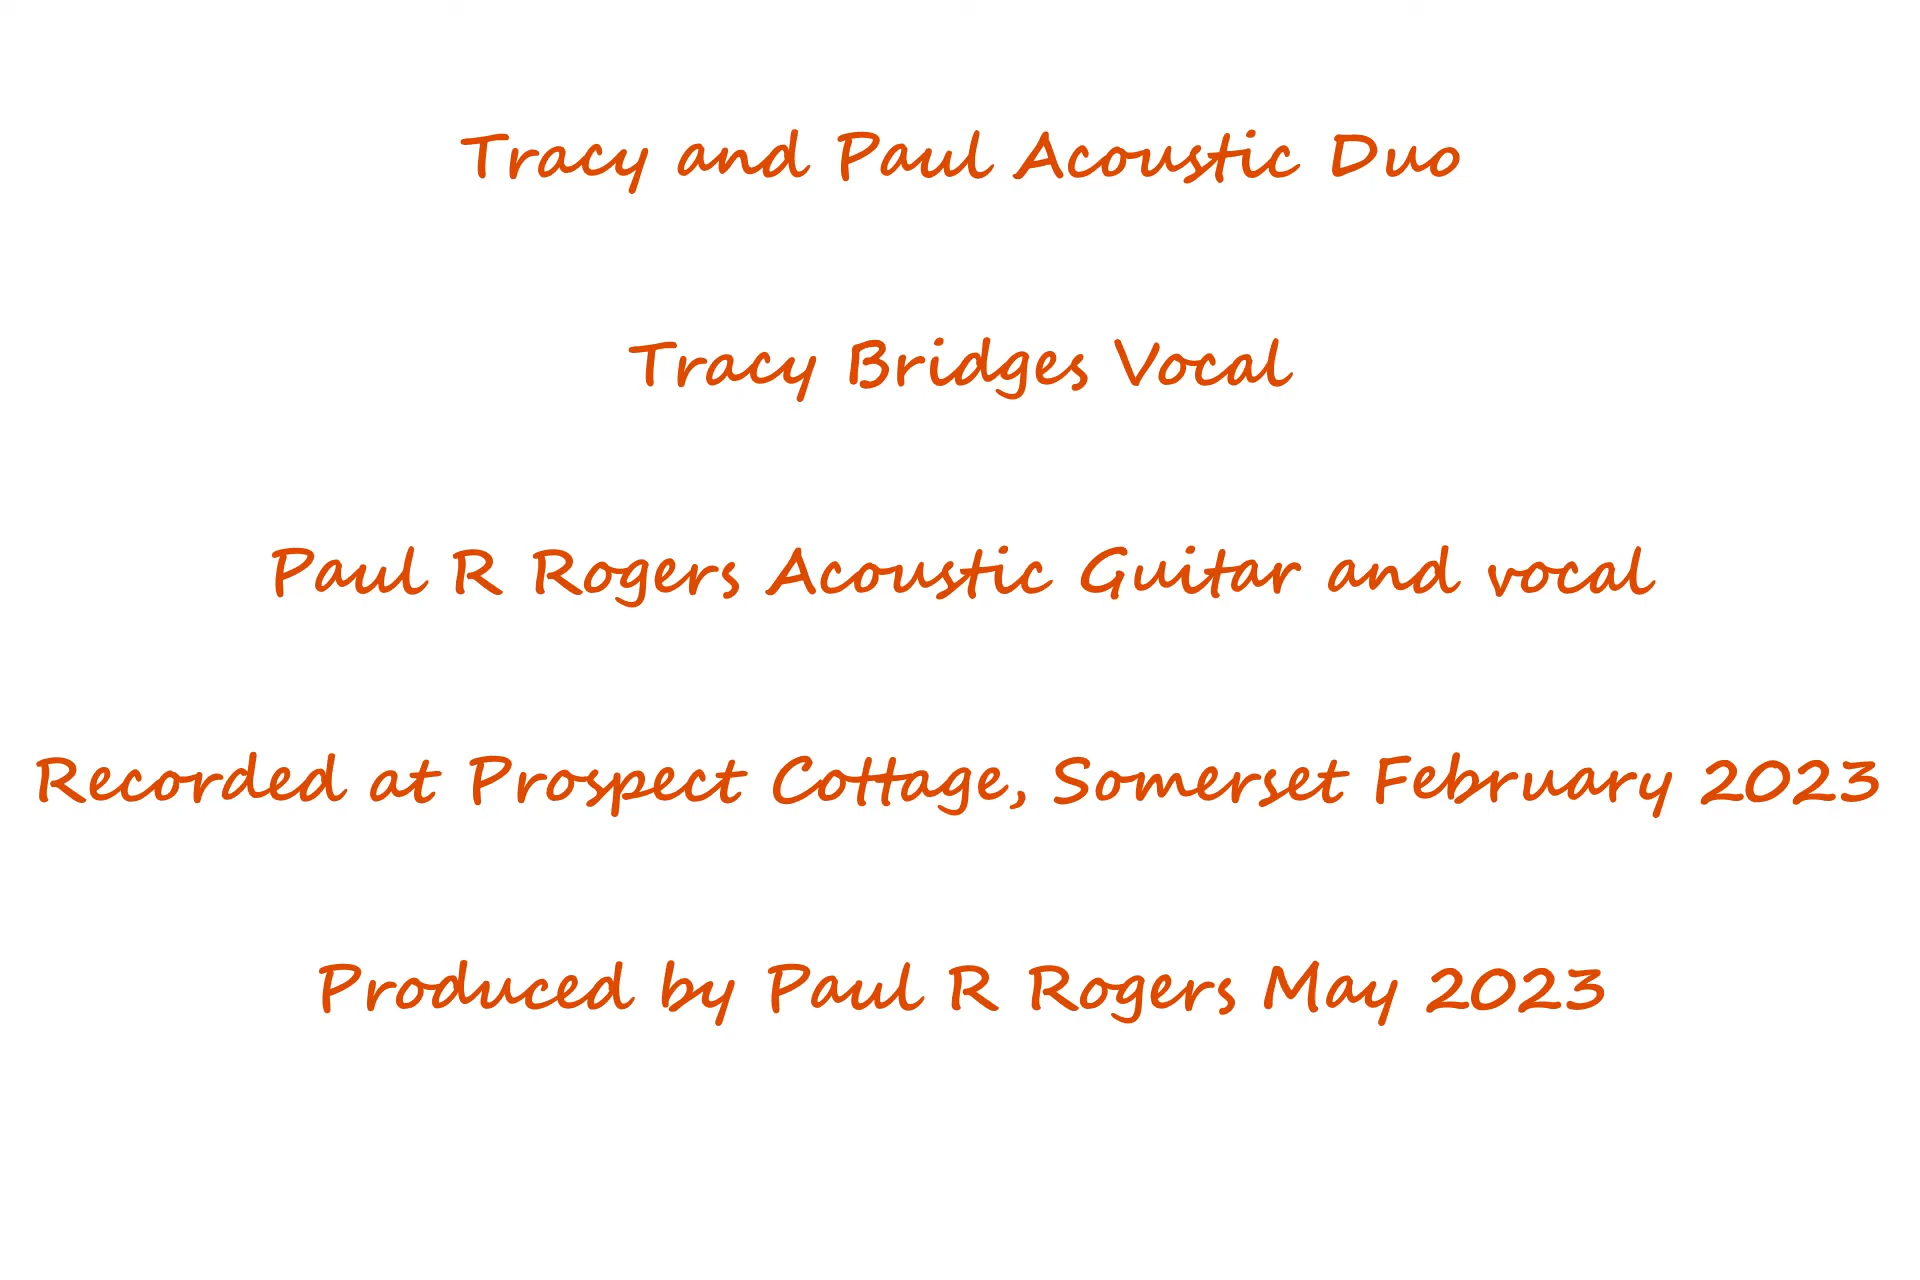 Tracy and Paul Acoustic Duo
Tracy Bridges Vocal
Paul R Rogers Acoustic Guitar and vocal
Recorded at Prospect Cottage, Somerset February 2023
Produced by Paul R Rogers May 2023